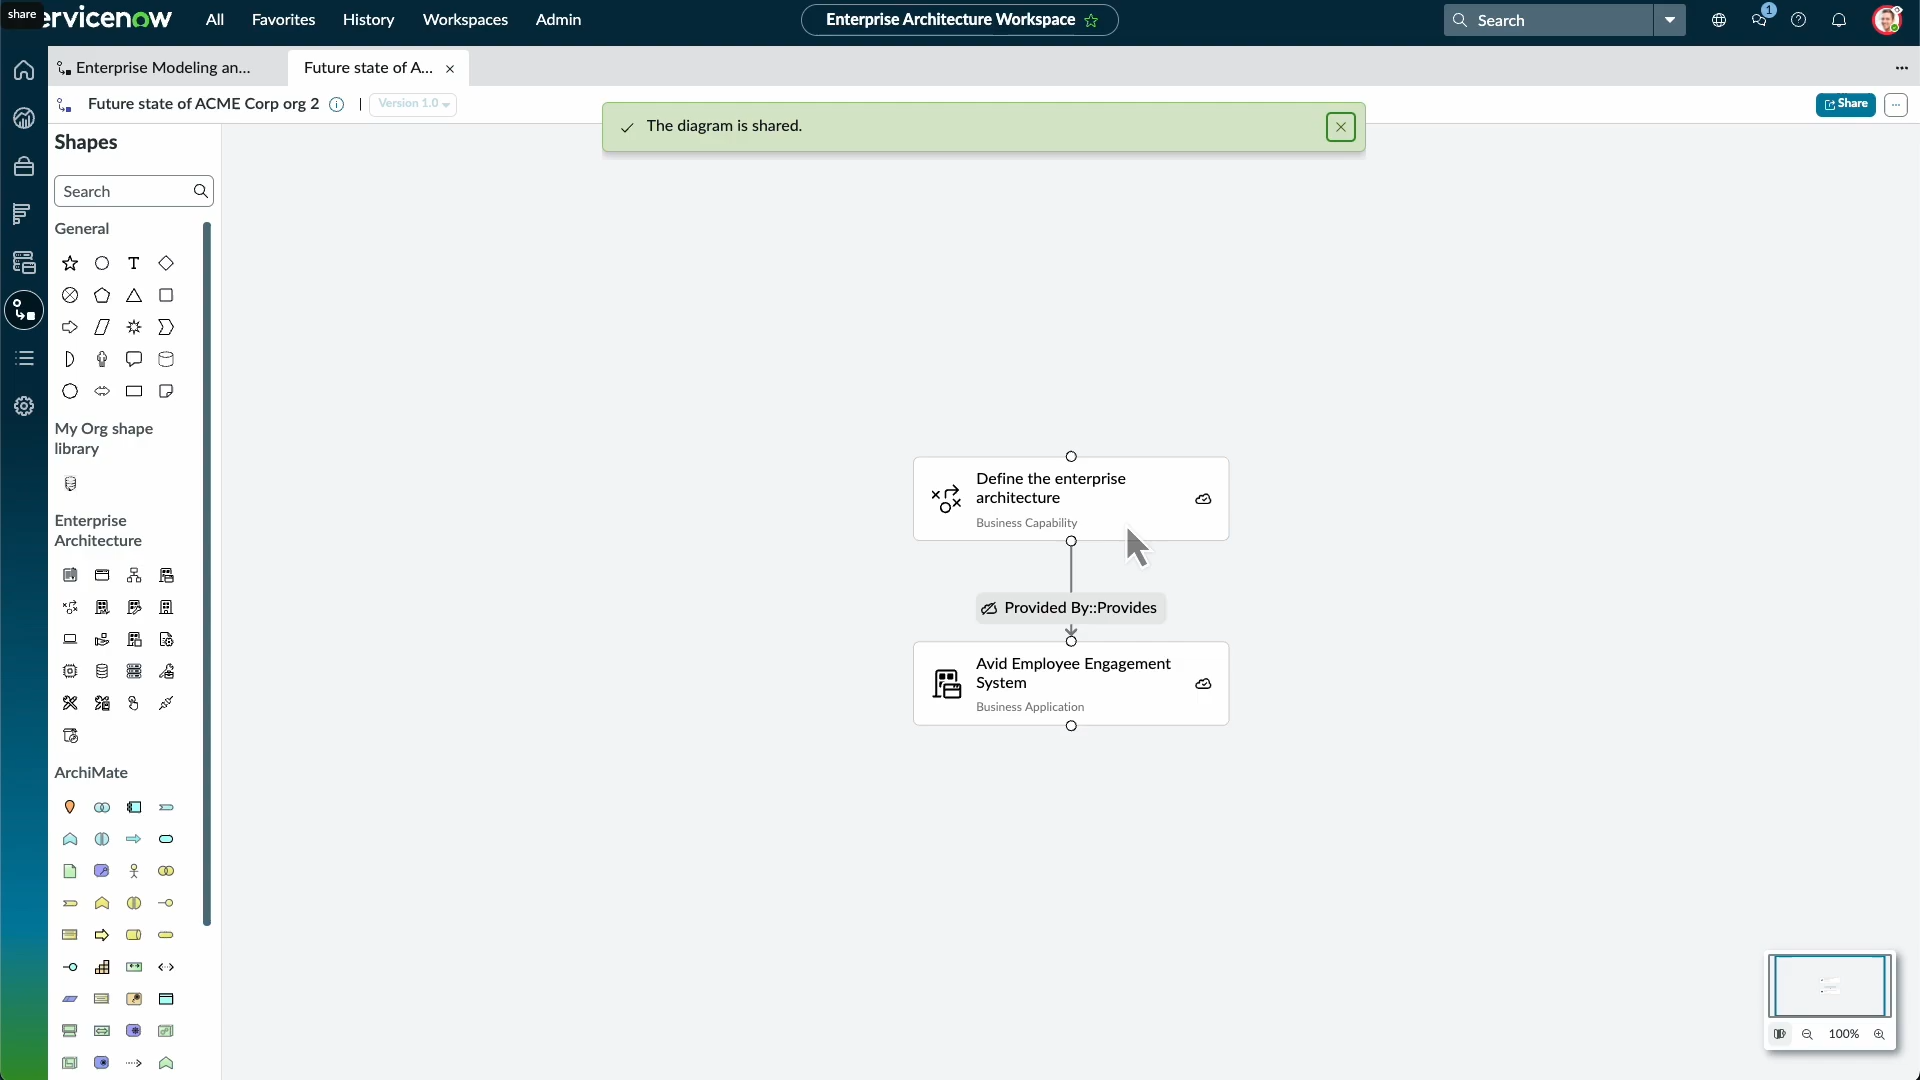 share
servicenow
All
Favorites
History
Workspaces
Admin
Enterprise Architecture Workspace
Search
1
Enterprise Modeling an...
Future state of A...
Future state of ACME Corp org 2
Version 1.0
Share
The diagram is shared.
Shapes
Search
General
My Org shape
library
Enterprise
Architecture
ArchiMate
Define the enterprise
architecture
Business Capability
Provided By::Provides
Avid Employee Engagement
System
Business Application
100%